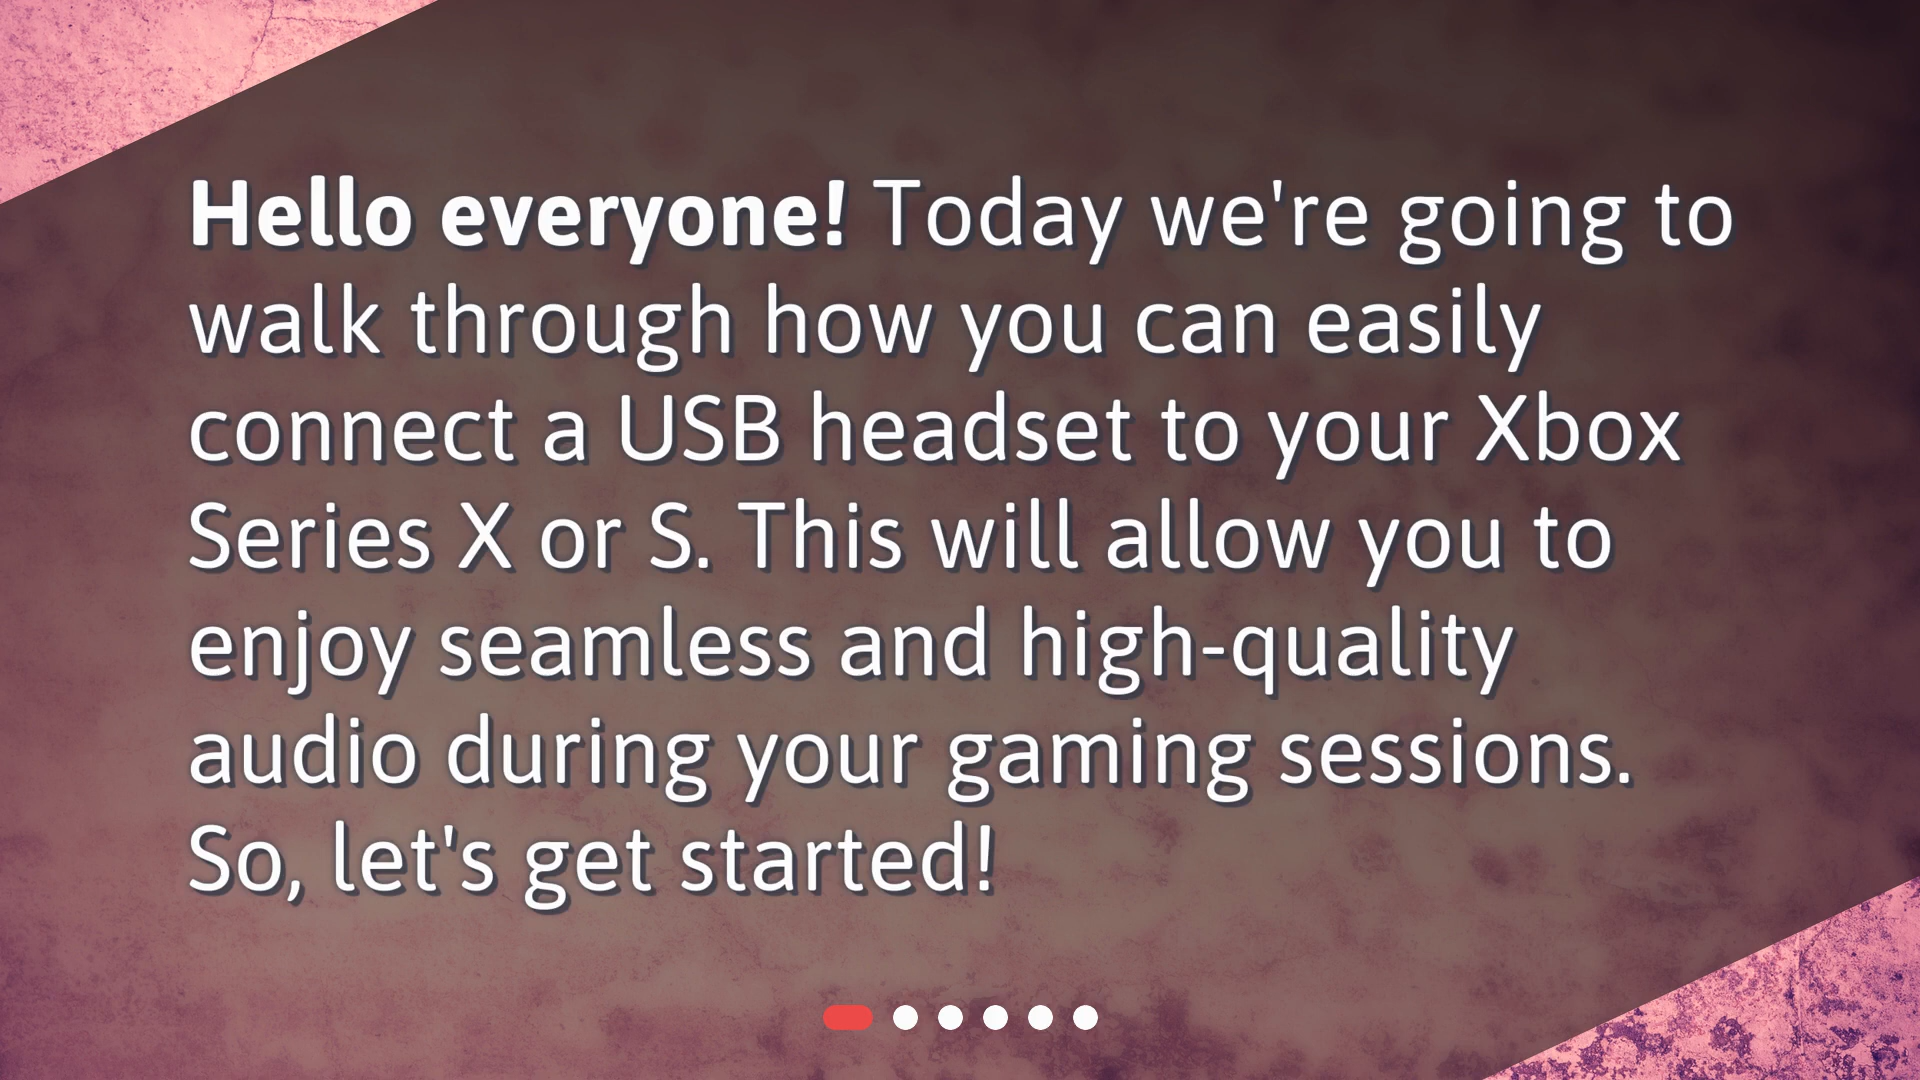 Hello everyone! Today we're going to
walk through how you can easily
connect a USB headset to your Xbox
Series X or S. This will allow you to
enjoy seamless and high-quality
audio during your gaming sessions.
So, let's get started!